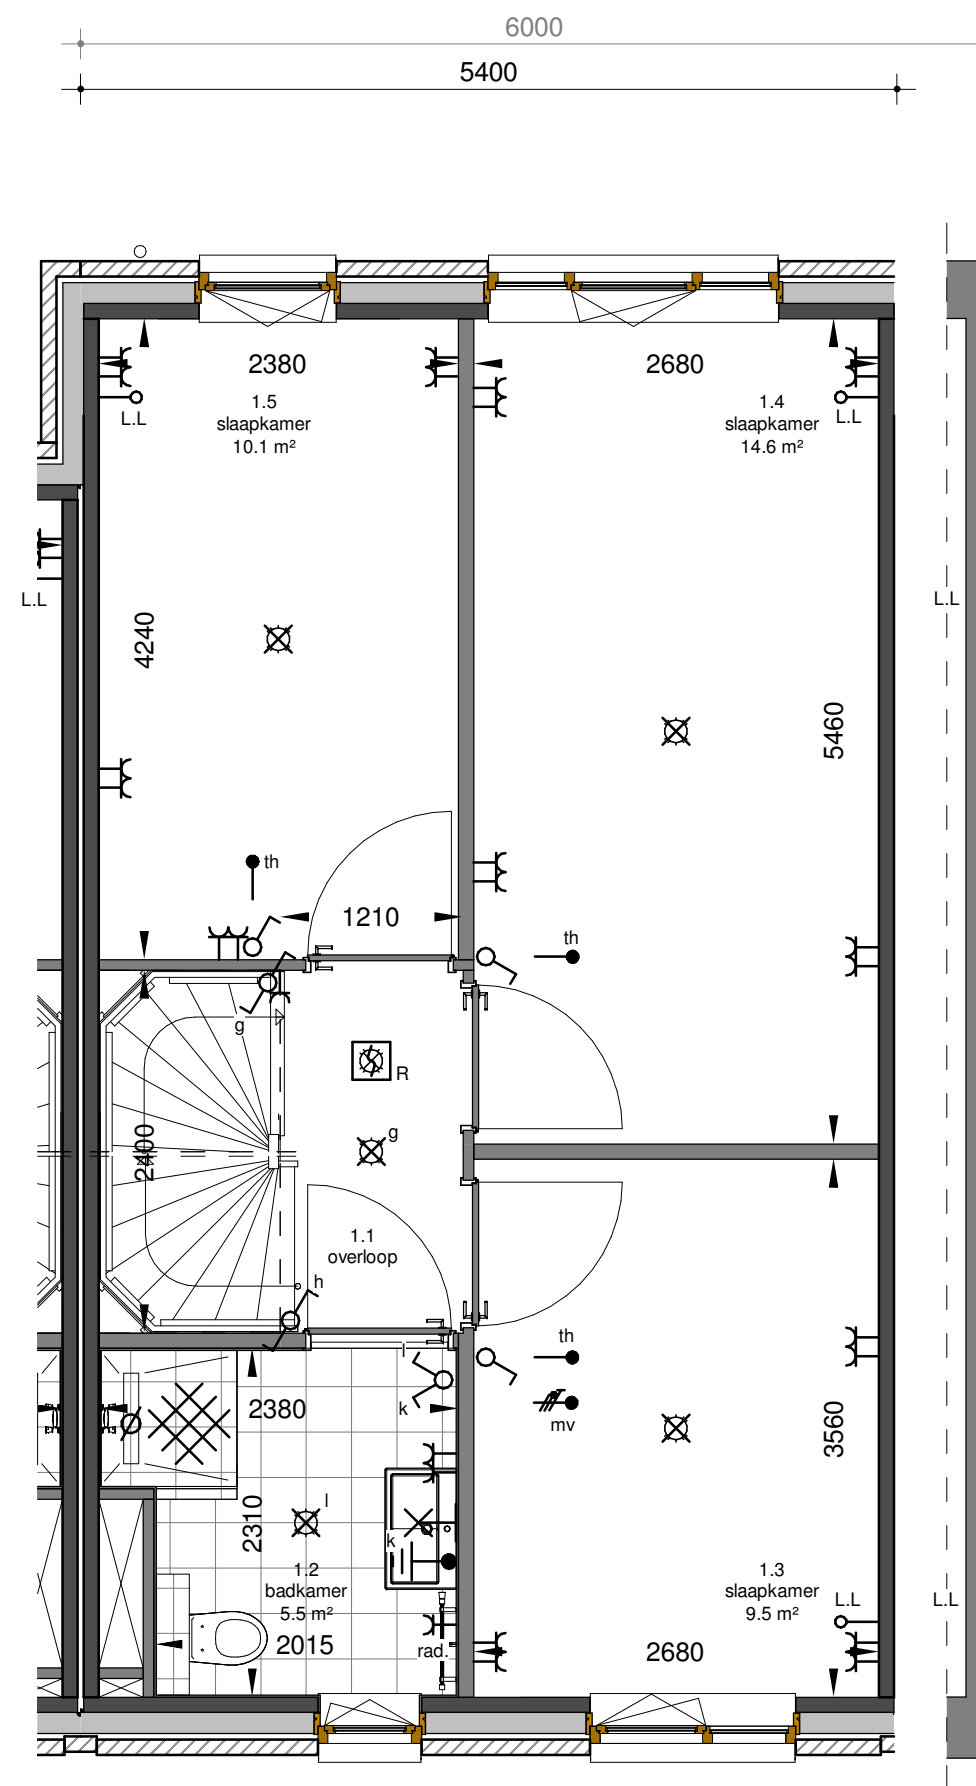 6000
5400
2380
2680
1.5
slaapkamer
10.1 m²
1.4
slaapkamer
14.6 m²
L.L
L.L
L.L
L.L
4240
5460
th
1210
th
g
R
g
2400
1.1
overloop
h
l
th
2380
k
mv
3560
l
2310
k
1.2
badkamer
5.5 m²
1.3
slaapkamer
9.5 m²
L.L
L.L
2015
rad.
2680